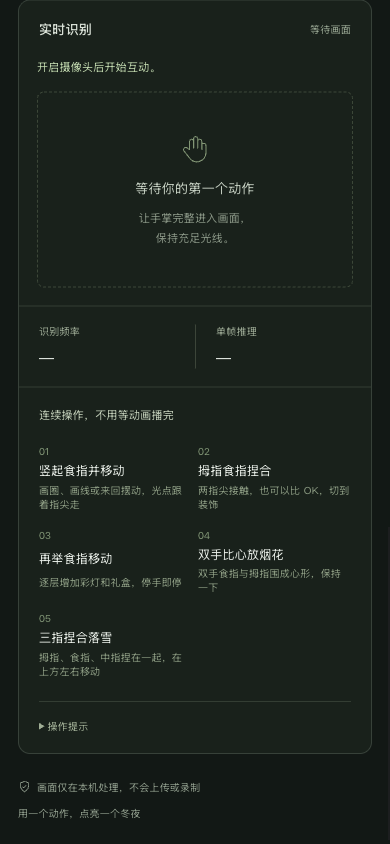 实时识别
等待画面
开启摄像头后开始互动。
等待你的第一个动作
让手掌完整进入画面，
保持充足光线。
识别频率
单帧推理
—
—
连续操作，不用等动画播完
01
竖起食指并移动
画圈、画线或来回摆动，光点跟
着指尖走
02
拇指食指捏合
两指尖接触，也可以比 OK，切到
装饰
03
再举食指移动
逐层增加彩灯和礼盒，停手即停
04
双手比心放烟花
双手食指与拇指围成心形，保持
一下
05
三指捏合落雪
拇指、食指、中指捏在一起，在
上方左右移动
操作提示
画面仅在本机处理，不会上传或录制
用一个动作，点亮一个冬夜